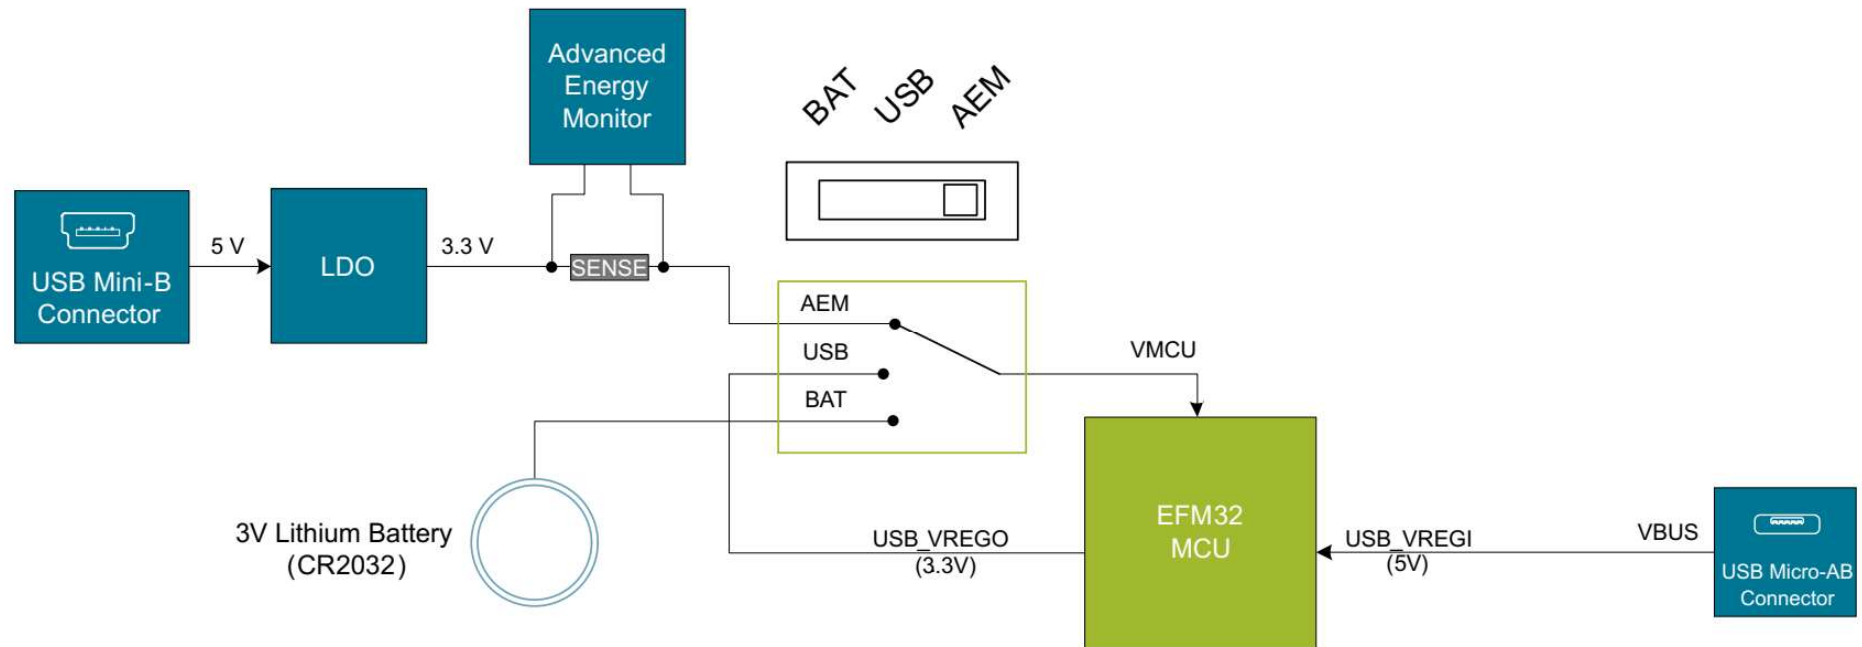 Advanced
Energy
Monitor
BAT USB AEM
USB Mini-B
Connector
5 V
LDO
3.3 V
SENSE
AEM
USB
BAT
VMCU
3V Lithium Battery
(CR2032)
USB_VREGO
(3.3V)
EFM32
MCU
USB_VREGI
(5V)
VBUS
USB Micro-AB
Connector